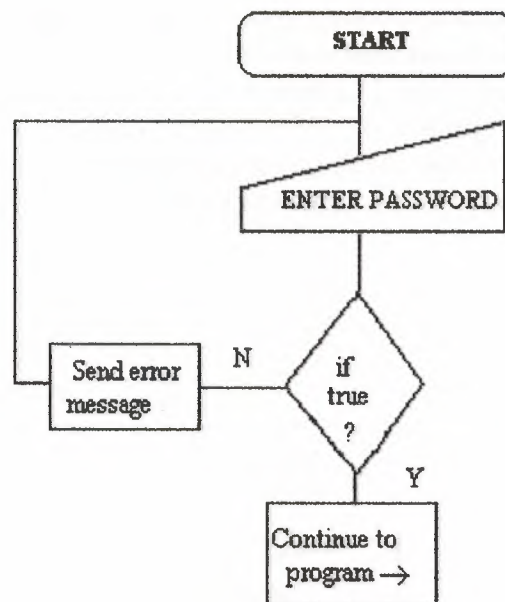 START
ENTER PASSWORD
if
true
?
N
Send error
message
Y
Continue to
program →